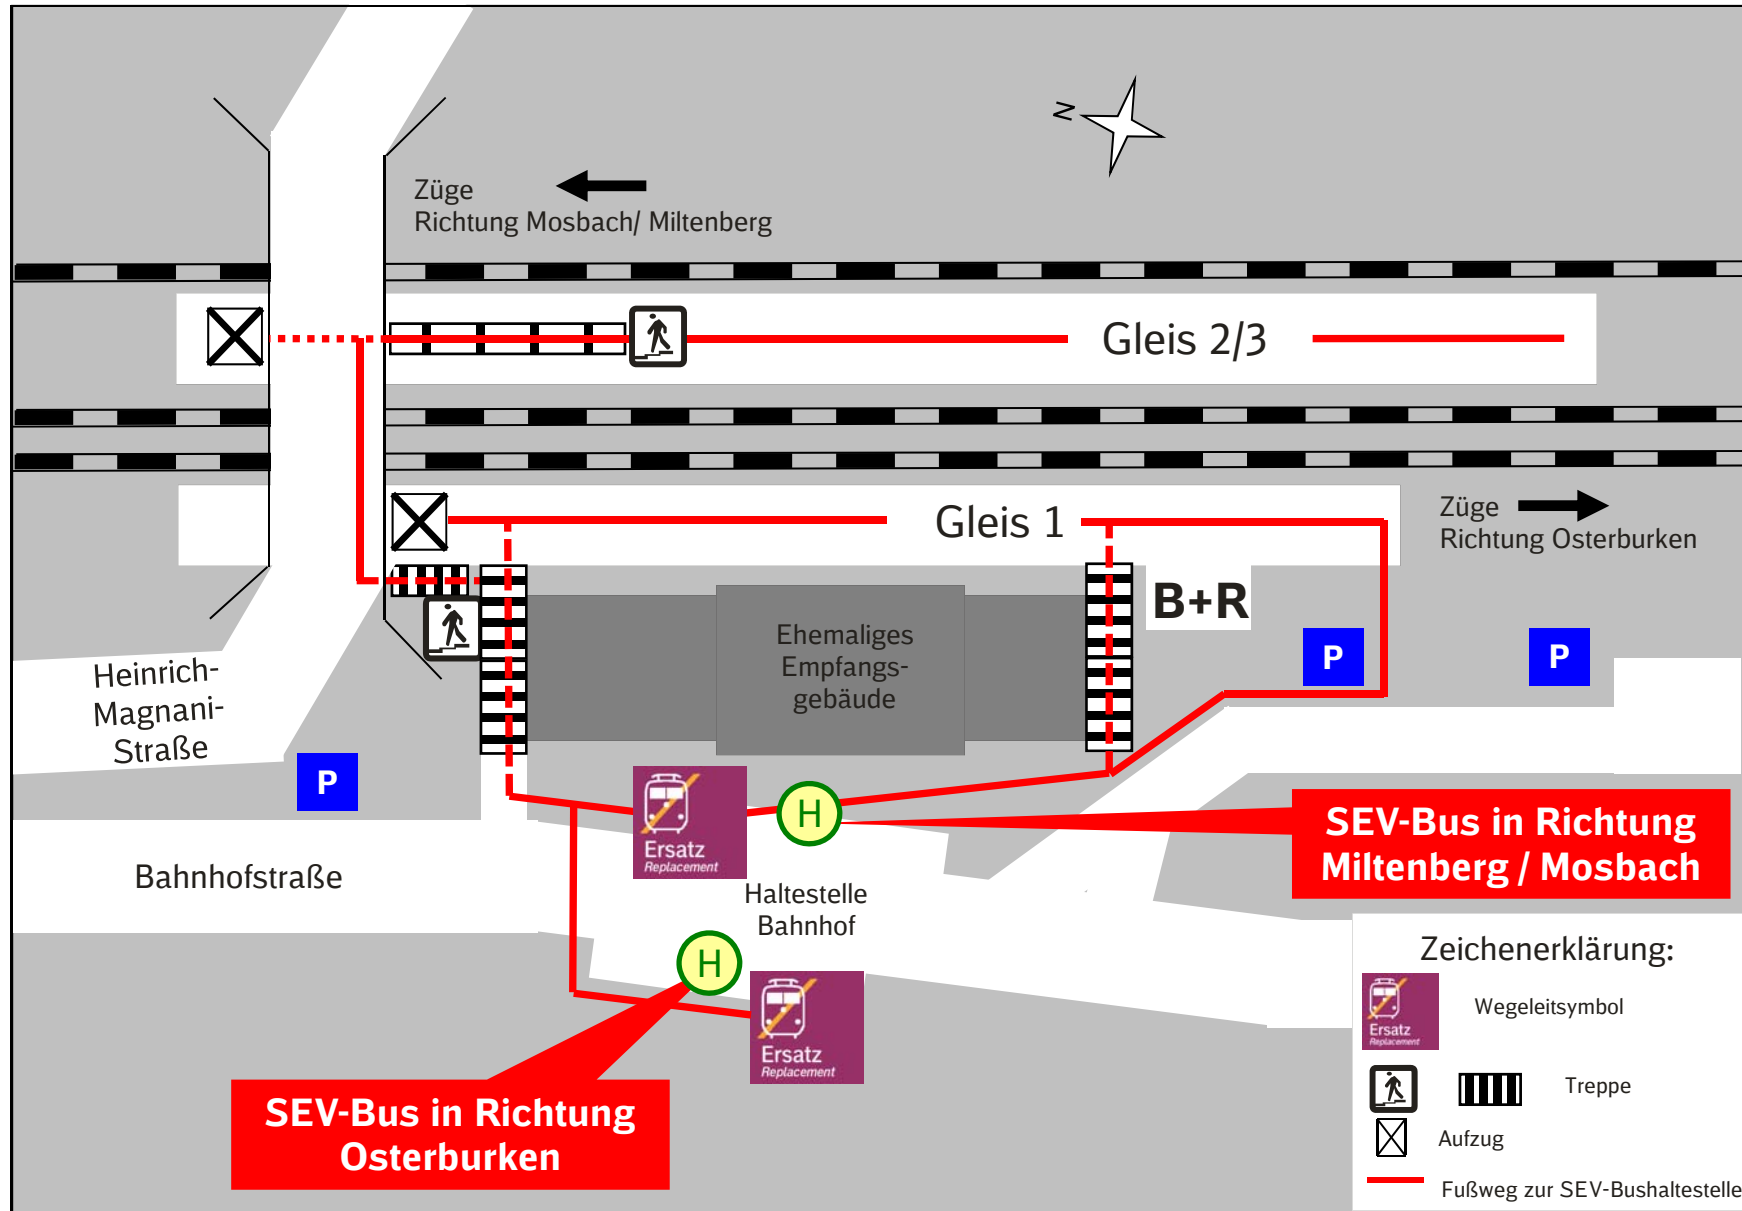 N
Züge
Richtung Mosbach/ Miltenberg
Gleis 2/3
Gleis 1
Züge
Richtung Osterburken
B+R
Ehemaliges
Empfangs-
gebäude
P
P
Heinrich-
Magnani-
Straße
P
Ersatz
Replacement
H
SEV-Bus in Richtung
Miltenberg / Mosbach
Bahnhofstraße
Haltestelle
Bahnhof
H
Ersatz
Replacement
SEV-Bus in Richtung
Osterburken
Zeichenerklärung:
Ersatz
Replacement
Wegeleitsymbol
Treppe
Aufzug
Fußweg zur SEV-Bushaltestelle